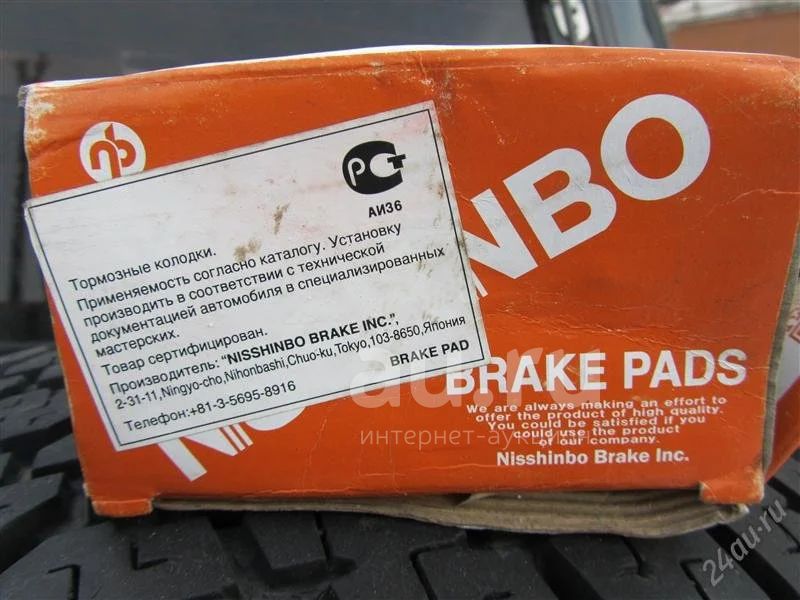 nb
NISSHINBO
РСТ
АИ36
Тормозные колодки.
Применяемость согласно каталогу. Установку
производить в соответствии с технической
документацией автомобиля в специализированных
мастерских.
Товар сертифицирован.
Производитель: "NISSHINBO BRAKE INC.",
2-31-11, Ningyo-cho, Nihonbashi, Chuo-ku, Tokyo, 103-8650, Япония
Телефон:+81-3-5695-8916
BRAKE PAD
BRAKE PADS
We are always making an effort to
offer the product of high quality.
You could be satisfied if you
could use the product
of our company.
Nisshinbo Brake Inc.
au.ru
интернет-аукцион
24au.ru